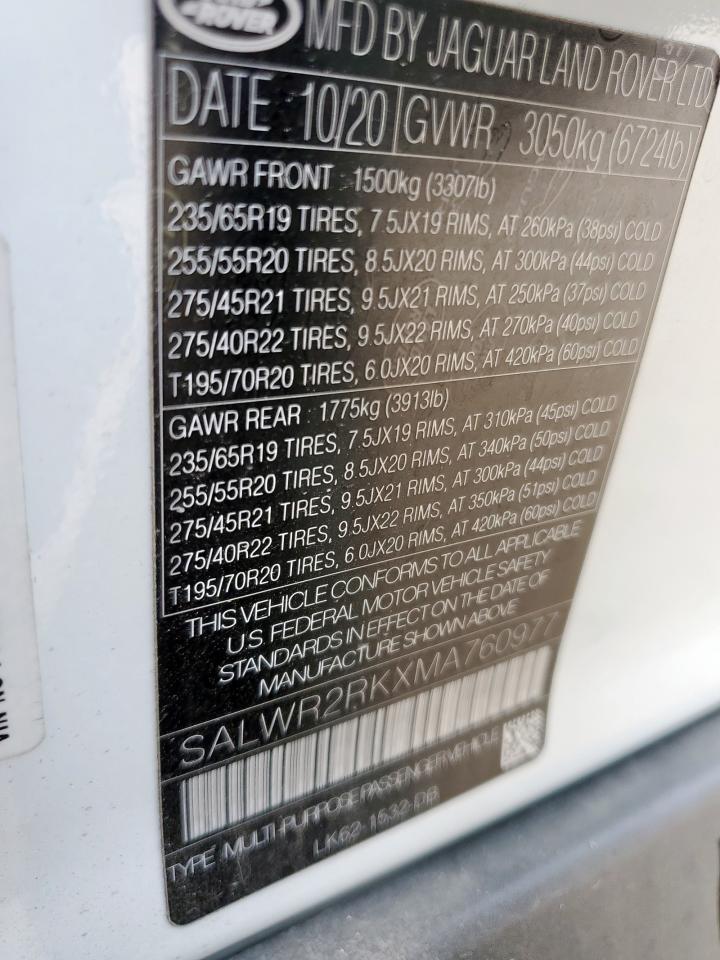 ROVER
MFD BY JAGUAR LAND ROVER LTD
DATE 10/20 GVWR 3050kg (6724lb)
GAWR FRONT 1500kg (3307lb)
235/65R19 TIRES, 7.5JX19 RIMS, AT 260kPa (38psi) COLD
255/55R20 TIRES, 8.5JX20 RIMS, AT 300kPa (44psi) COLD
275/45R21 TIRES, 9.5JX21 RIMS, AT 250kPa (37psi) COLD
275/40R22 TIRES, 9.5JX22 RIMS, AT 270kPa (40psi) COLD
T195/70R20 TIRES, 6.0JX20 RIMS, AT 420kPa (60psi) COLD
GAWR REAR 1775kg (3913lb)
235/65R19 TIRES, 7.5JX19 RIMS, AT 310kPa (45psi) COLD
255/55R20 TIRES, 8.5JX20 RIMS, AT 340kPa (50psi) COLD
275/45R21 TIRES, 9.5JX21 RIMS, AT 300kPa (44psi) COLD
275/40R22 TIRES, 9.5JX22 RIMS, AT 350kPa (51psi) COLD
T195/70R20 TIRES, 6.0JX20 RIMS, AT 420kPa (60psi) COLD
THIS VEHICLE CONFORMS TO ALL APPLICABLE
U.S. FEDERAL MOTOR VEHICLE SAFETY
STANDARDS IN EFFECT ON THE DATE OF
MANUFACTURE SHOWN ABOVE
SALWR2RKXMA760977
TYPE MULTI-PURPOSE PASSENGER VEHICLE
LK62-1532-DB